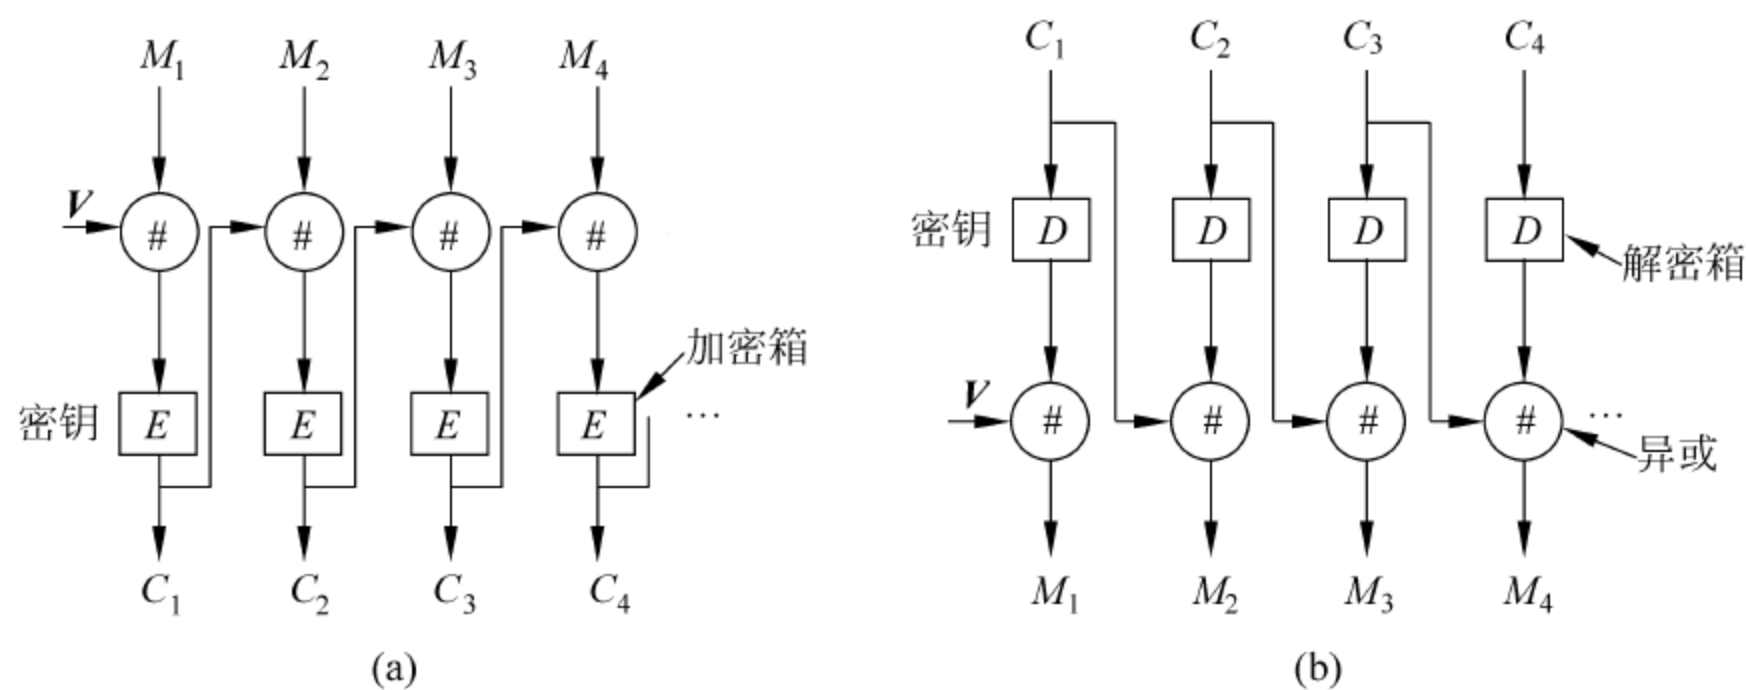 M1 M2 M3 M4
V # # # #
加密箱
密钥 E E E E ...
C1 C2 C3 C4
(a)
C1 C2 C3 C4
密钥 D D D D
解密箱
V # # # # ...
异或
M1 M2 M3 M4
(b)